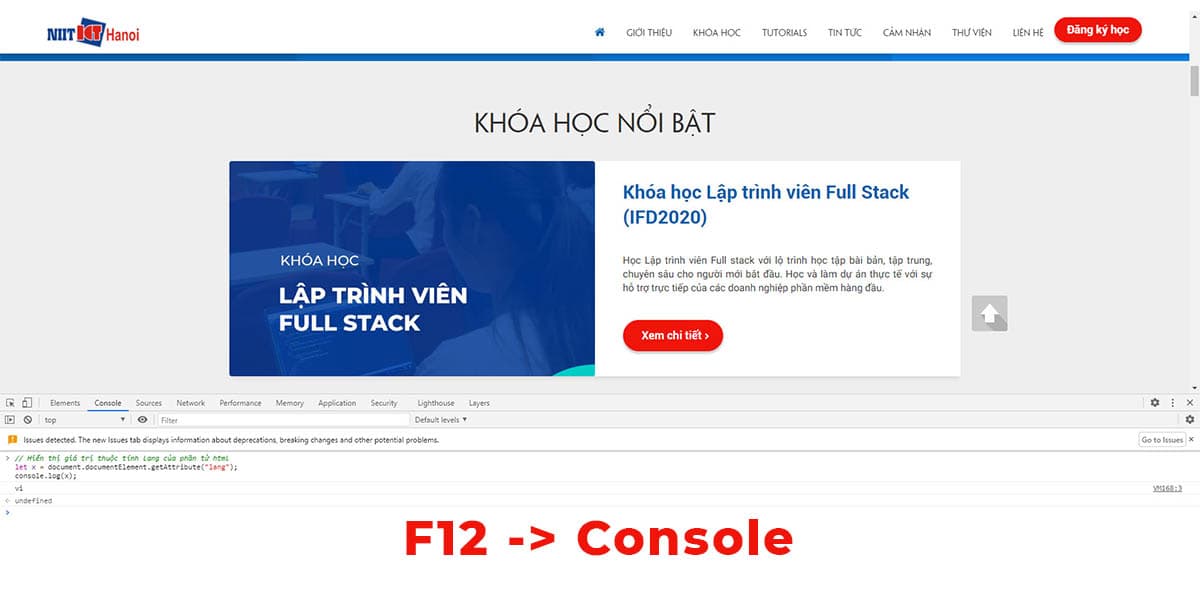 NIIT ICT Hanoi
GIỚI THIỆU KHÓA HỌC TUTORIALS TIN TỨC CẢM NHẬN THƯ VIỆN LIÊN HỆ Đăng ký học
KHÓA HỌC NỔI BẬT
KHÓA HỌC
LẬP TRÌNH VIÊN
FULL STACK
Khóa học Lập trình viên Full Stack
(IFD2020)
Học Lập trình viên Full stack với lộ trình học tập bài bản, tập trung,
chuyên sâu cho người mới bắt đầu. Học và làm dự án thực tế với sự
hỗ trợ trực tiếp của các doanh nghiệp phần mềm hàng đầu.
Xem chi tiết ›
Elements Console Sources Network Performance Memory Application Security Lighthouse Layers
top Filter Default levels
Issues detected. The new Issues tab displays information about deprecations, breaking changes and other potential problems. Go to Issues
> // Hiển thị giá trị thuộc tính lang của phần tử html
let x = document.documentElement.getAttribute("lang");
console.log(x);
vi VM168:3
< undefined
>
F12 -> Console